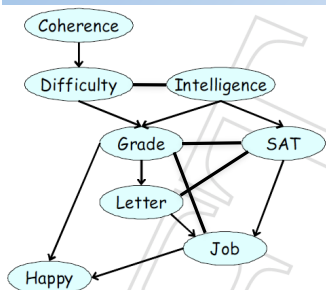 Coherence
Difficulty
Intelligence
Grade
SAT
Letter
Job
Happy